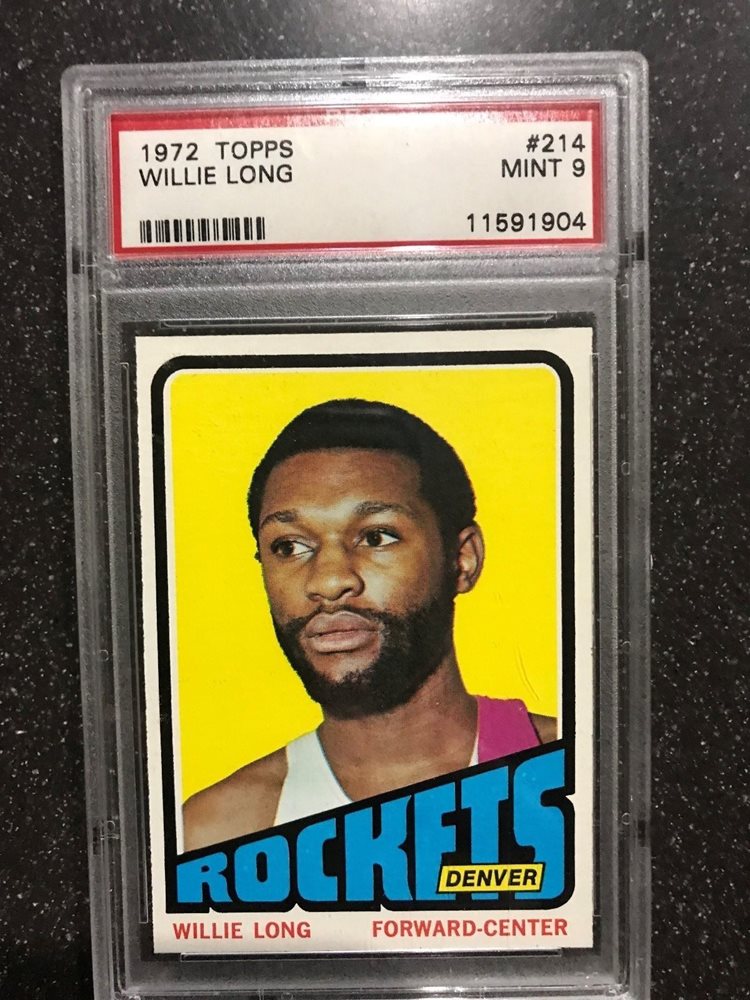 1972 TOPPS #214
WILLIE LONG MINT 9
11591904
ROCKETS
DENVER
WILLIE LONG FORWARD-CENTER